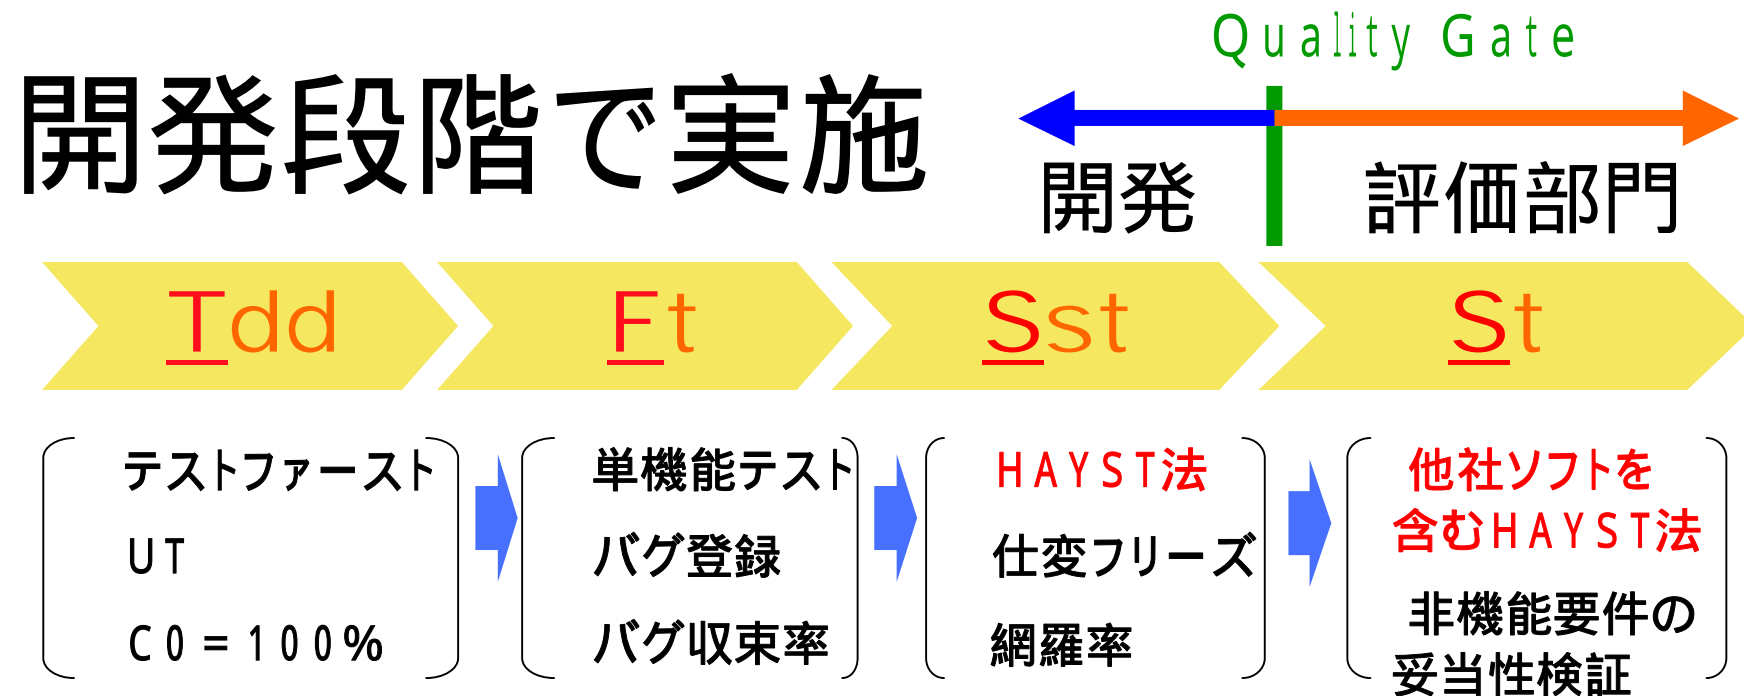 開発段階で実施
Quality Gate
開発
評価部門
Tdd
Ft
Sst
St
テストファースト
UT
C0=100%
単機能テスト
バグ登録
バグ収束率
HAYST法
仕変フリーズ
網羅率
他社ソフトを
含むHAYST法
非機能要件の
妥当性検証